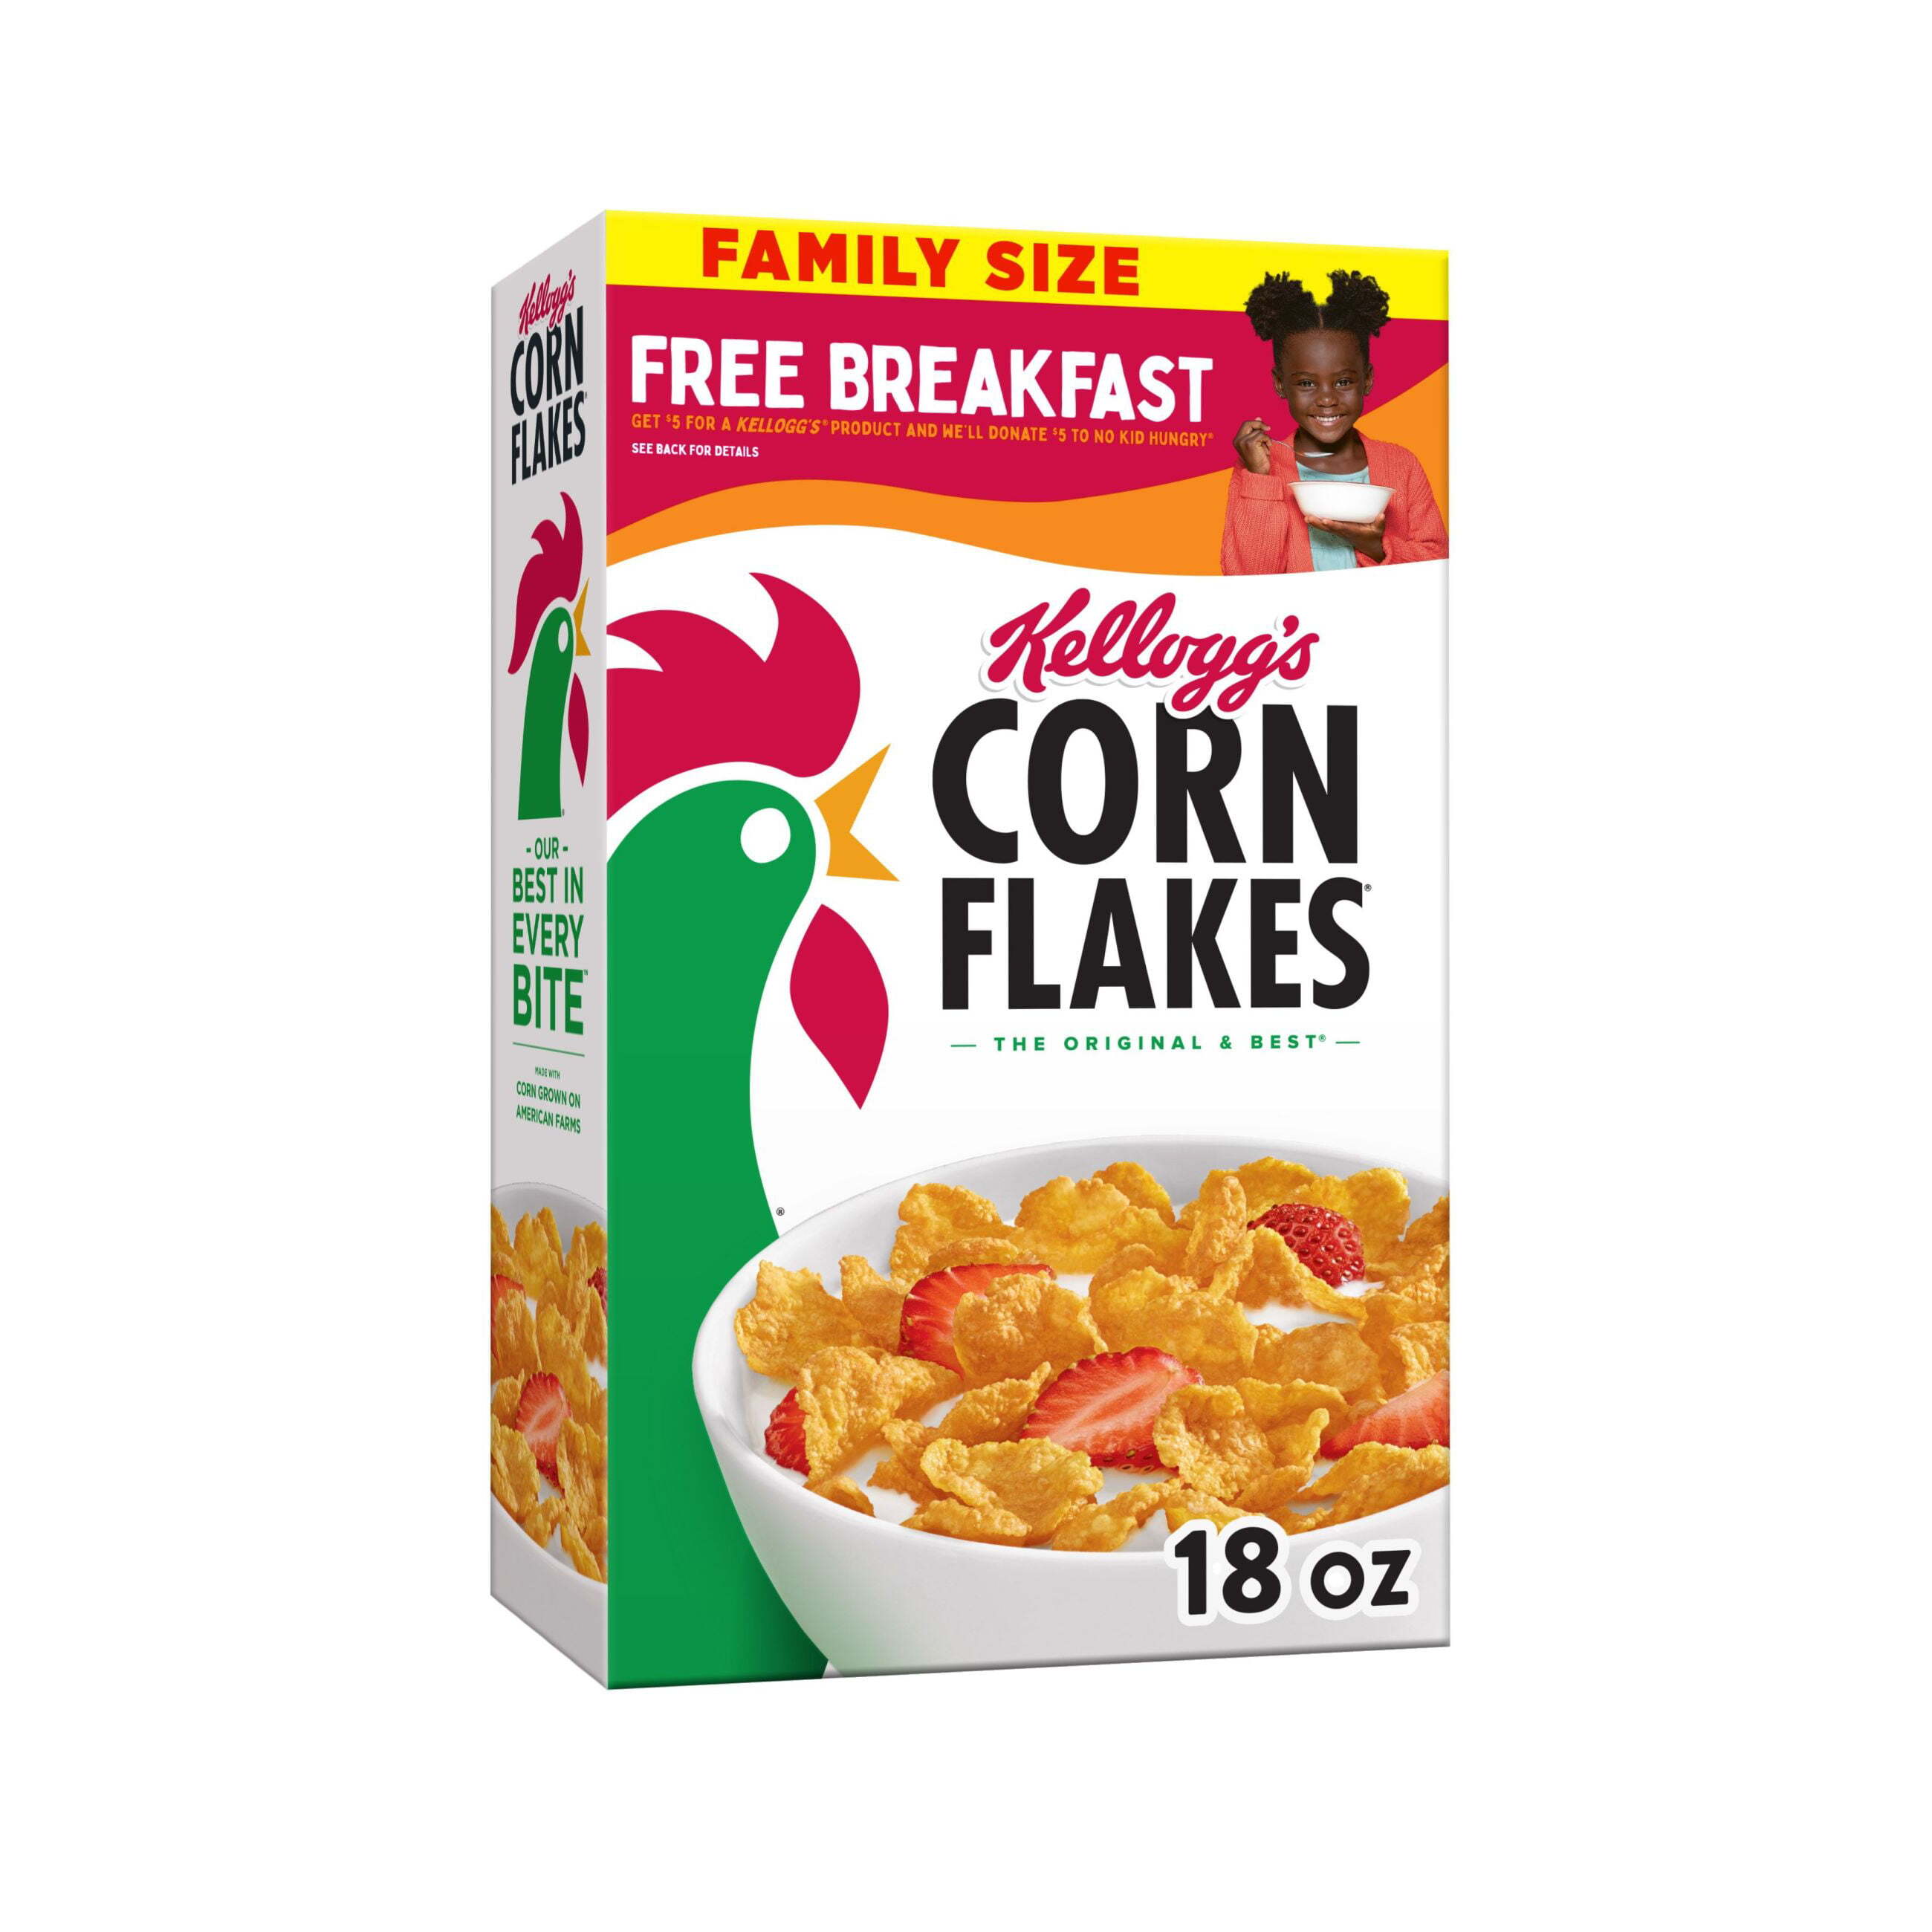 FAMILY SIZE
FREE BREAKFAST
GET $5 FOR A KELLOGG'S® PRODUCT AND WE'LL DONATE $5 TO NO KID HUNGRY®
SEE BACK FOR DETAILS
Kellogg's
CORN
FLAKES®
— THE ORIGINAL & BEST® —
®
18 OZ
Kellogg's
CORN
FLAKES®
®
- OUR -
BEST IN
EVERY
BITE™
MADE WITH
CORN GROWN ON
AMERICAN FARMS